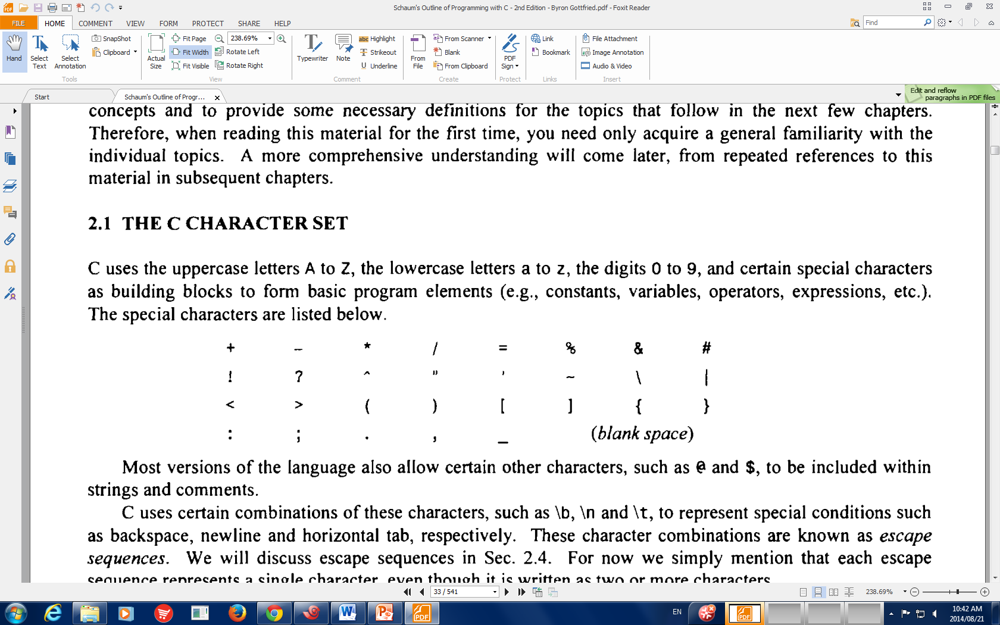 Schaum's Outline of Programming with C - 2nd Edition - Byron Gottfried.pdf - Foxit Reader
FILE HOME COMMENT VIEW FORM PROTECT SHARE HELP Find
Hand Select Text Select Annotation SnapShot Clipboard Tools
Actual Size Fit Page Fit Width Fit Visible 238.69% Rotate Left Rotate Right View
Typewriter Note abc Highlight Strikeout Underline Comment
From File From Scanner Blank From Clipboard Create
PDF Sign Protect
Link Bookmark Links
File Attachment Image Annotation Audio & Video Insert
Start Schaum's Outline of Progr...
Edit and reflow
paragraphs in PDF files
concepts and to provide some necessary definitions for the topics that follow in the next few chapters.
Therefore, when reading this material for the first time, you need only acquire a general familiarity with the
individual topics. A more comprehensive understanding will come later, from repeated references to this
material in subsequent chapters.
2.1 THE C CHARACTER SET
C uses the uppercase letters A to Z, the lowercase letters a to z, the digits 0 to 9, and certain special characters
as building blocks to form basic program elements (e.g., constants, variables, operators, expressions, etc.).
The special characters are listed below.
+ – * / = % & #
! ? ^ " ' ~ \ |
< > ( ) [ ] { }
: ; . , _ (blank space)
Most versions of the language also allow certain other characters, such as @ and $, to be included within
strings and comments.
C uses certain combinations of these characters, such as \b, \n and \t, to represent special conditions such
as backspace, newline and horizontal tab, respectively. These character combinations are known as escape
sequences. We will discuss escape sequences in Sec. 2.4. For now we simply mention that each escape
sequence represents a single character, even though it is written as two or more characters.
33 / 541 238.69%
EN 10:42 AM
2014/08/21